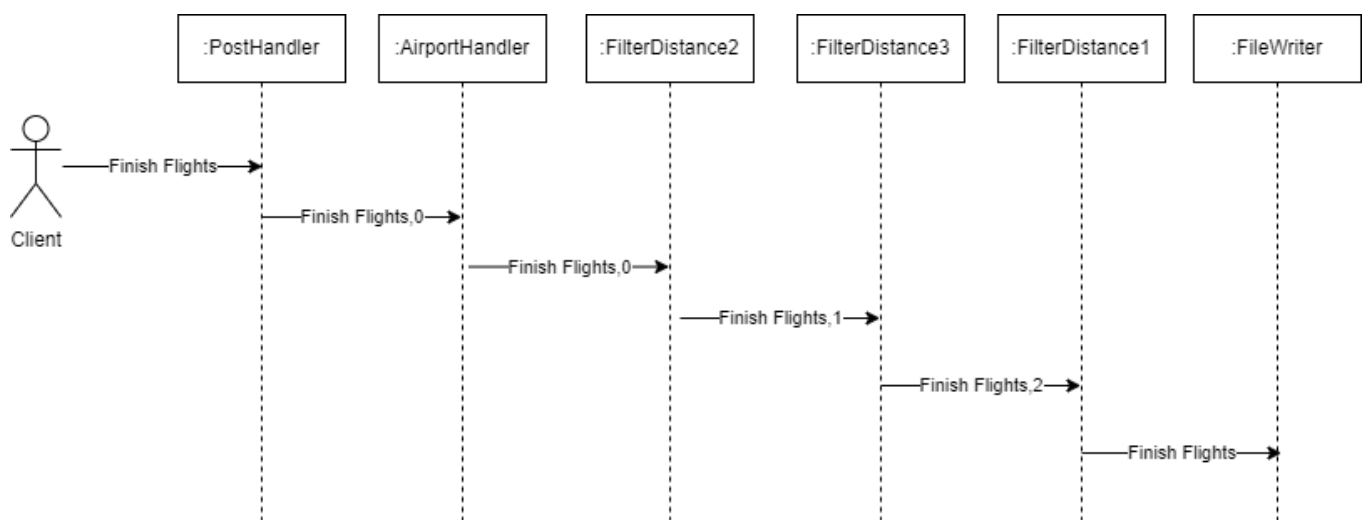 :PostHandler
:AirportHandler
:FilterDistance2
:FilterDistance3
:FilterDistance1
:FileWriter
Finish Flights
Finish Flights,0
Client
Finish Flights,0
Finish Flights,1
Finish Flights,2
Finish Flights